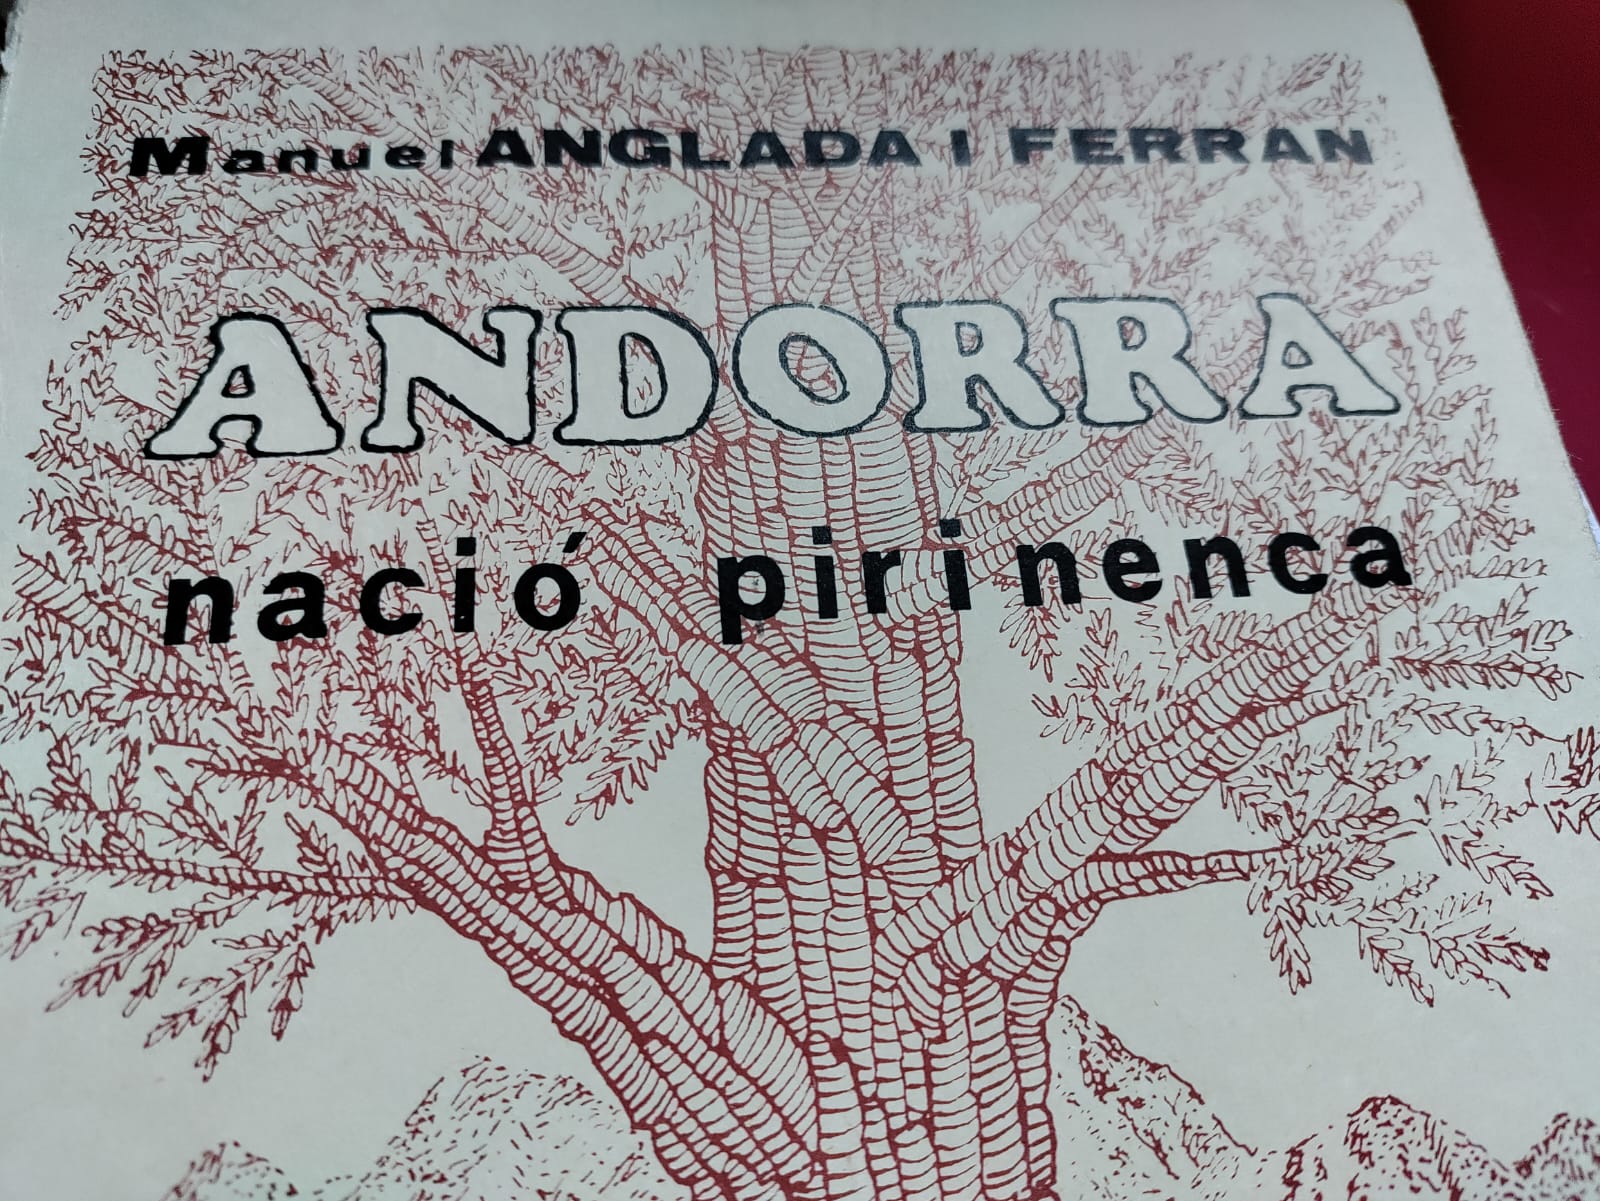 Manuel ANGLADA I FERRAN
ANDORRA
nació pirinenca